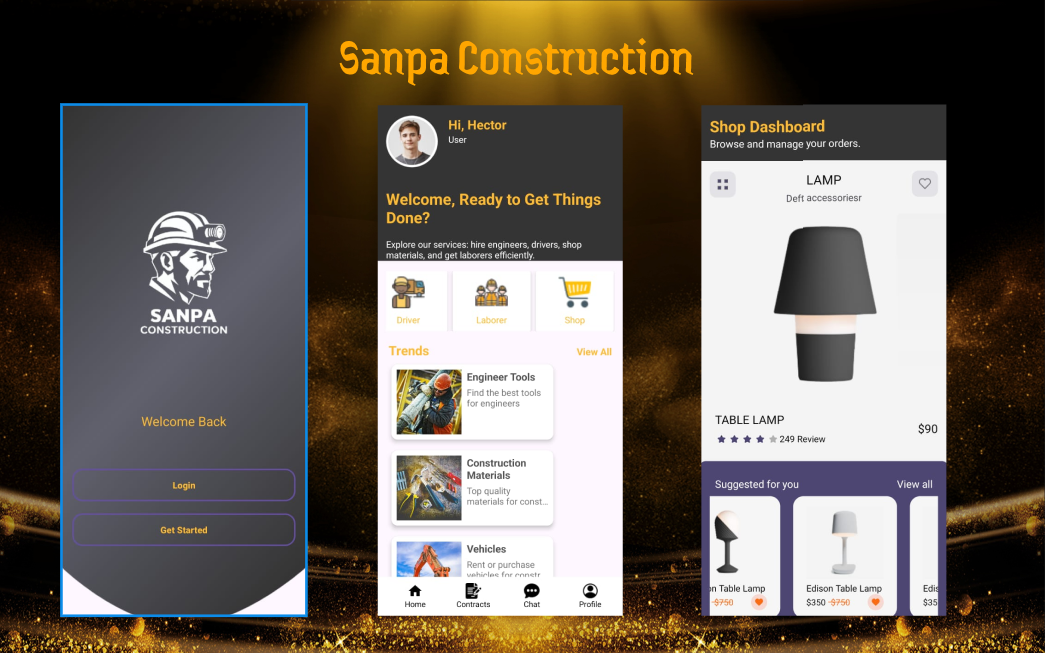 Sanpa Construction
SANPA
CONSTRUCTION
Welcome Back
Login
Get Started
Hi, Hector
User
Welcome, Ready to Get Things
Done?
Explore our services: hire engineers, drivers, shop
materials, and get laborers efficiently.
Driver
Laborer
Shop
Trends
View All
Engineer Tools
Find the best tools
for engineers
Construction
Materials
Top quality
materials for const...
Vehicles
Rent or purchase
vehicles for constr
Home
Contracts
Chat
Profile
Shop Dashboard
Browse and manage your orders.
LAMP
Deft accessoriesr
TABLE LAMP
249 Review
$90
Suggested for you
View all
on Table Lamp
$750
Edison Table Lamp
$350 $750
Edis
$35